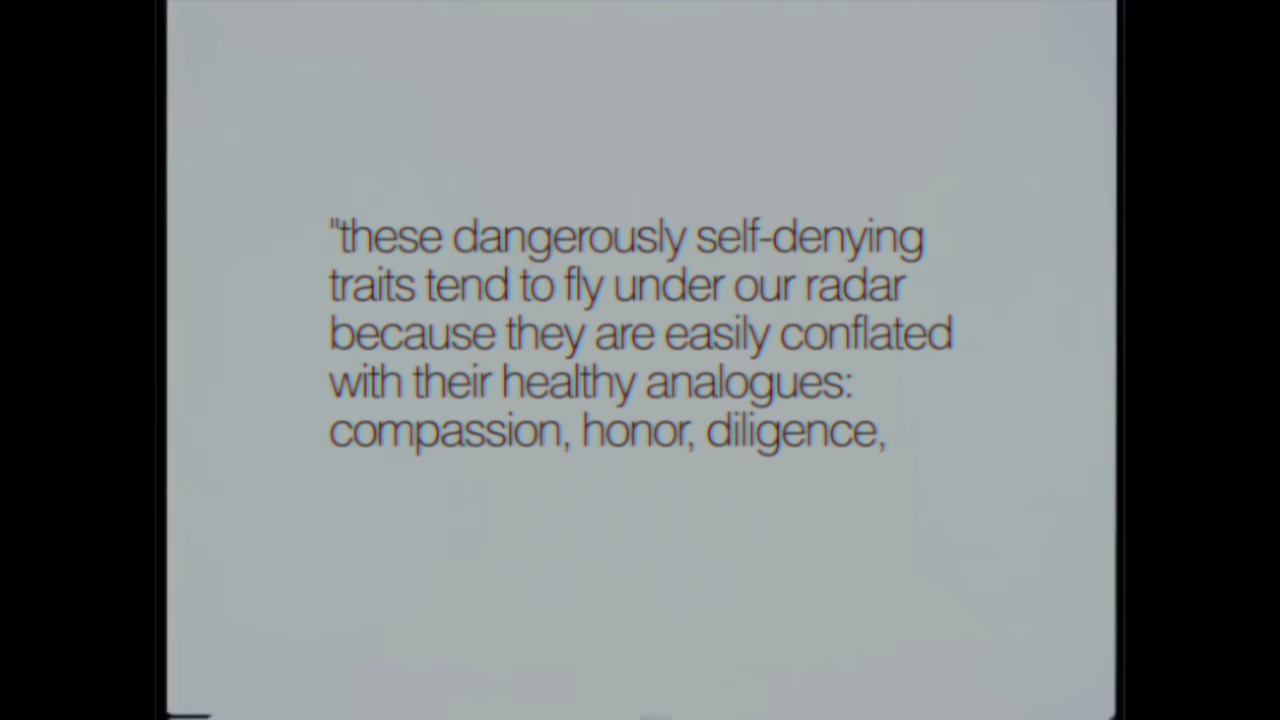 "these dangerously self-denying
traits tend to fly under our radar
because they are easily conflated
with their healthy analogues:
compassion, honor, diligence,